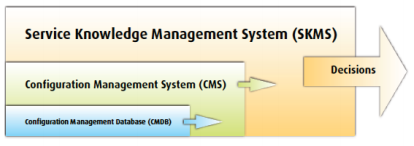 Service Knowledge Management System (SKMS)
Decisions
Configuration Management System (CMS)
Configuration Management Database (CMDB)